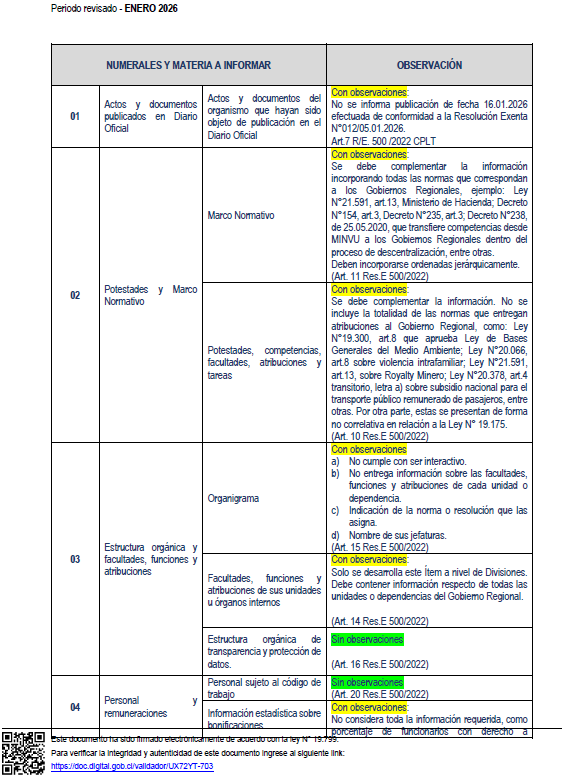 Periodo revisado - ENERO 2026
NUMERALES Y MATERIA A INFORMAR
OBSERVACIÓN
01
Actos y documentos
publicados en Diario
Oficial
Actos y documentos del
organismo que hayan sido
objeto de publicación en el
Diario Oficial
Con observaciones:
No se informa publicación de fecha 16.01.2026
efectuada de conformidad a la Resolución Exenta
N°012/05.01.2026.
Art.7 R/E. 500 /2022 CPLT
02
Potestades y Marco
Normativo
Marco Normativo
Con observaciones:
Se debe complementar la información
incorporando todas las normas que correspondan
a los Gobiernos Regionales, ejemplo: Ley
N°21.591, art.13, Ministerio de Hacienda; Decreto
N°154, art.3, Decreto N°235, art.3; Decreto N°238,
de 25.05.2020, que transfiere competencias desde
MINVU a los Gobiernos Regionales dentro del
proceso de descentralización, entre otras.
Deben incorporarse ordenadas jerárquicamente.
(Art. 11 Res.E 500/2022)
Potestades, competencias,
facultades, atribuciones y
tareas
Con observaciones:
Se debe complementar la información. No se
incluye la totalidad de las normas que entregan
atribuciones al Gobierno Regional, como: Ley
N°19.300, art.8 que aprueba Ley de Bases
Generales del Medio Ambiente; Ley N°20.066,
art.8 sobre violencia intrafamiliar; Ley N°21.591,
art.13, sobre Royalty Minero; Ley N°20.378, art.4
transitorio, letra a) sobre subsidio nacional para el
transporte público remunerado de pasajeros, entre
otras. Por otra parte, estas se presentan de forma
no correlativa en relación a la Ley N° 19.175.
(Art. 10 Res.E 500/2022)
03
Estructura orgánica y
facultades, funciones y
atribuciones
Organigrama
Con observaciones
a) No cumple con ser interactivo.
b) No entrega información sobre las facultades,
funciones y atribuciones de cada unidad o
dependencia.
c) Indicación de la norma o resolución que las
asigna.
d) Nombre de sus jefaturas.
(Art. 15 Res.E 500/2022)
Facultades, funciones y
atribuciones de sus unidades
u órganos internos
Con observaciones:
Solo se desarrolla este Ítem a nivel de Divisiones.
Debe contener información respecto de todas las
unidades o dependencias del Gobierno Regional.
(Art. 14 Res.E 500/2022)
Estructura orgánica de
transparencia y protección de
datos.
Sin observaciones
(Art. 16 Res.E 500/2022)
04
Personal y
remuneraciones
Personal sujeto al código de
trabajo
Sin observaciones
(Art. 20 Res.E 500/2022)
Información estadística sobre
bonificaciones
Con observaciones:
No considera toda la información requerida, como
porcentaje de funcionarios con derecho a
Este documento ha sido firmado electrónicamente de acuerdo con la ley N° 19.799.
Para verificar la integridad y autenticidad de este documento ingrese al siguiente link:
https://doc.digital.gob.cl/validador/UX72YT-703